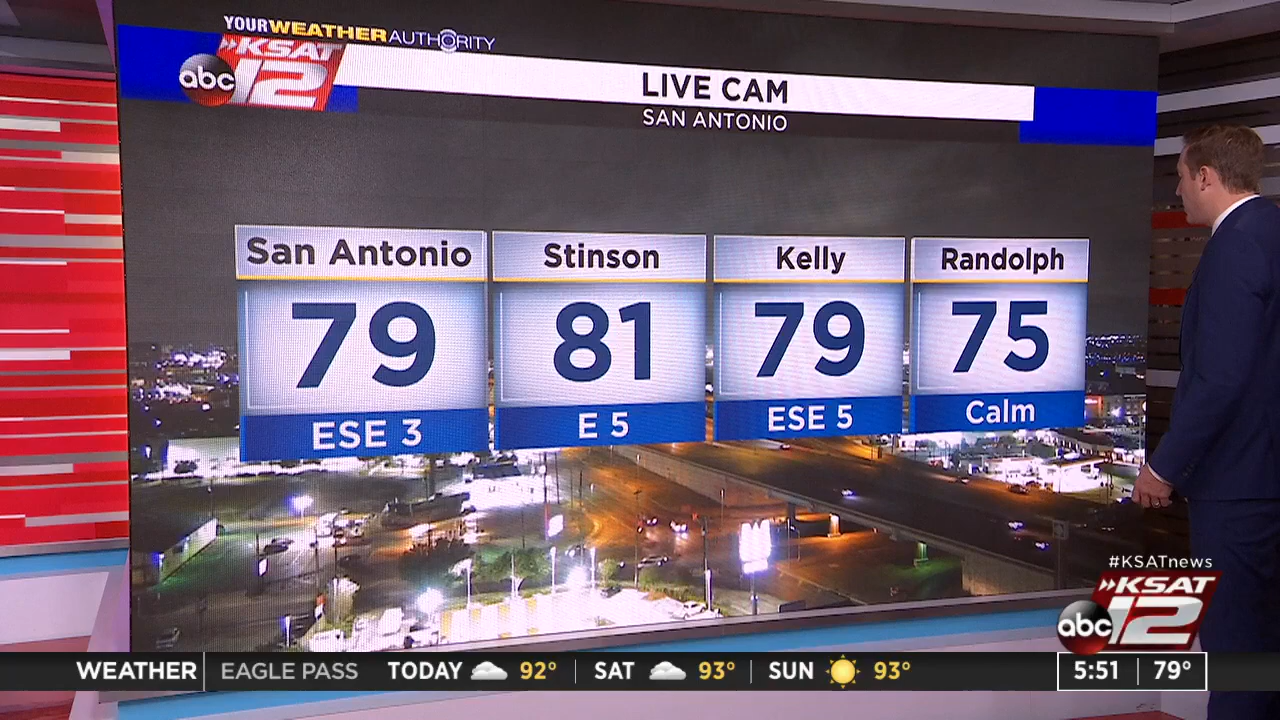 YOUR WEATHER AUTHORITY
KSAT
abc 12
LIVE CAM
SAN ANTONIO
San Antonio Stinson Kelly Randolph
79 81 79 75
ESE 3 E 5 ESE 5 Calm
#KSATnews
KSAT
abc 12
WEATHER EAGLE PASS TODAY 92° SAT 93° SUN 93° 5:51 79°